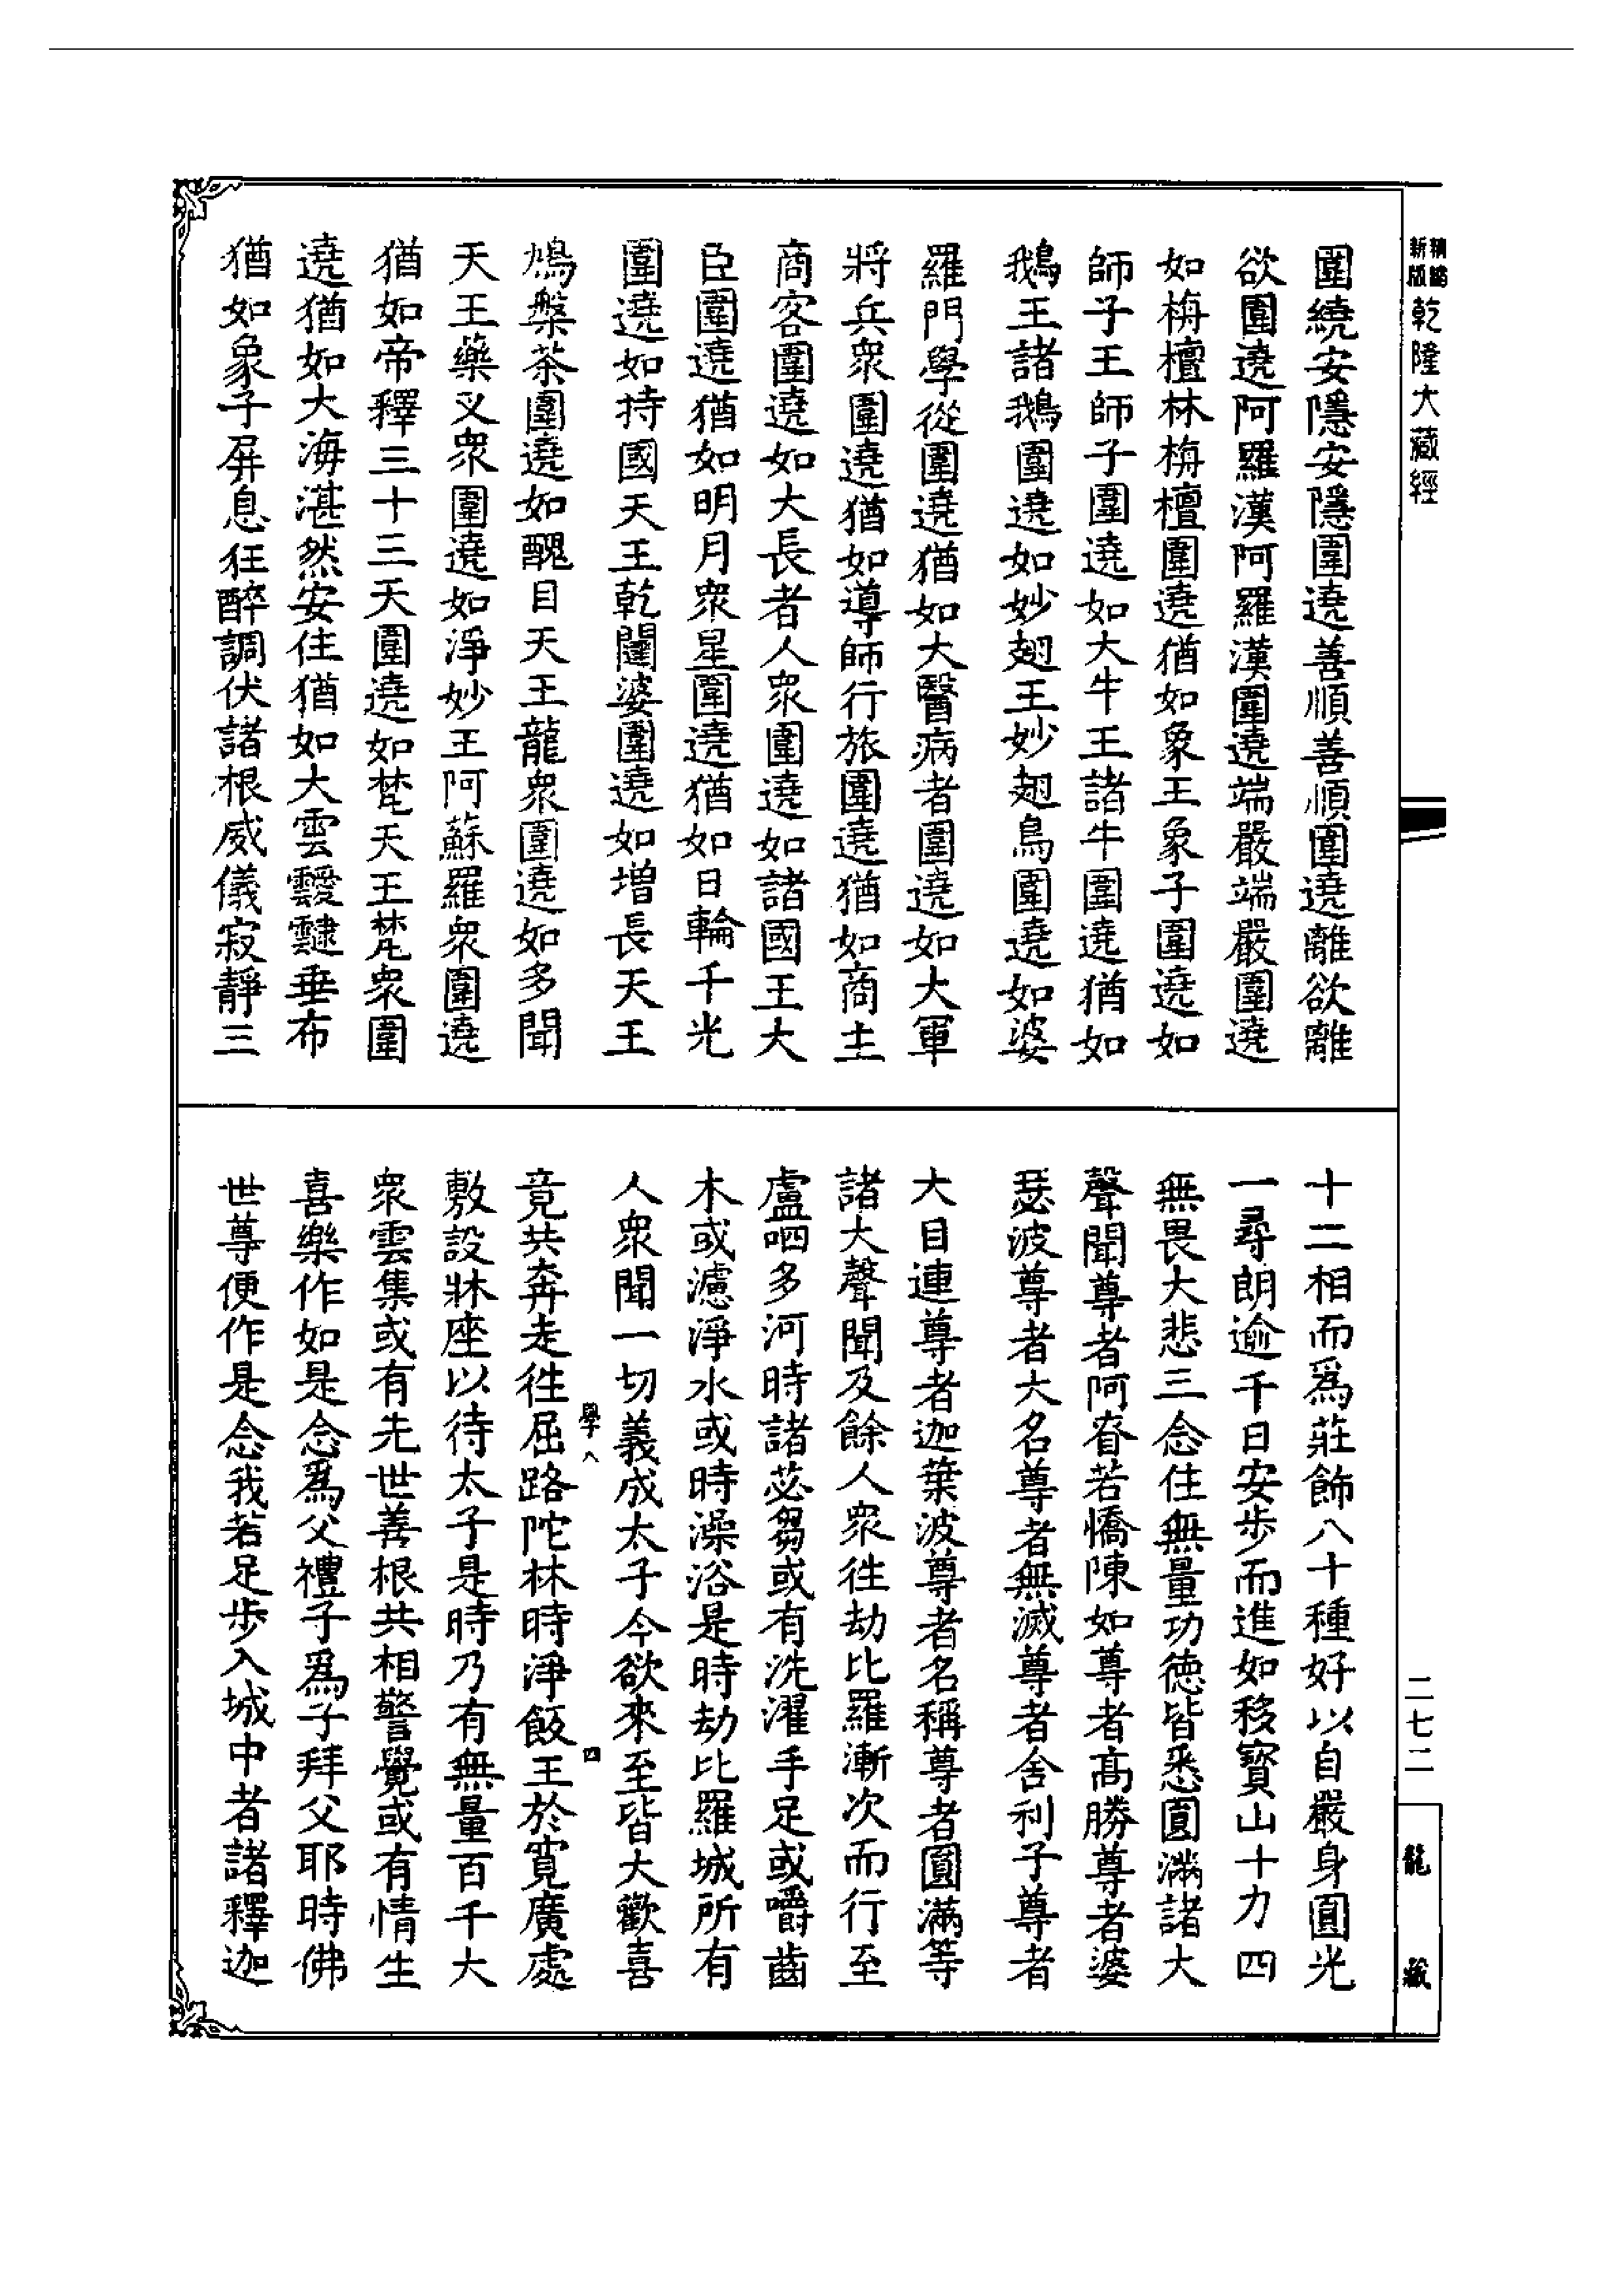 精縮新版乾隆大藏經
圍繞安隱安隱圍遶善順善順圍遶離欲離
欲圍遶阿羅漢阿羅漢圍遶端嚴端嚴圍遶
如栴檀林栴檀圍遶猶如象王象子圍遶如
師子王師子圍遶如大牛王諸牛圍遶猶如
鵝王諸鵝圍遶如妙翅王妙翅鳥圍遶如婆
羅門學從圍遶猶如大醫病者圍遶如大軍
將兵衆圍遶猶如導師行旅圍遶猶如商主
商客圍遶如大長者人衆圍遶如諸國王大
臣圍遶猶如明月衆星圍遶猶如日輪千光
圍遶如持國天王乾闥婆圍遶如增長天王
鳩槃茶圍遶如醜目天王龍衆圍遶如多聞
天王藥叉衆圍遶如淨妙王阿蘇羅衆圍遶
猶如帝釋三十三天圍遶如梵天王梵衆圍
遶猶如大海湛然安住猶如大雲靉靆垂布
猶如象子屏息狂醉調伏諸根威儀寂靜三
十二相而爲莊飾八十種好以自嚴身圓光
一尋朗逾千日安步而進如移寳山十力四
無畏大悲三念住無量功德皆悉圓滿諸大
聲聞尊者阿若憍陳如尊者高勝尊者婆
瑟波尊者大名尊者無滅尊者舍利子尊者
大目連尊者迦葉波尊者名稱尊者圓滿等
諸大聲聞及餘人衆往劫比羅漸次而行至
盧呬多河時諸苾芻或有洗濯手足或嚼齒
木或濾淨水或時澡浴是時劫比羅城所有
人衆聞一切義成太子今欲來至皆大歡喜
學八
四
竟共奔走往屈路陀林時淨飯王於寬廣處
敷設牀座以待太子是時乃有無量百千大
衆雲集或有先世善根共相警覺或有情生
喜樂作如是念爲父禮子爲子拜父耶時佛
世尊便作是念我若足步入城中者諸釋迦
二七二
龍藏